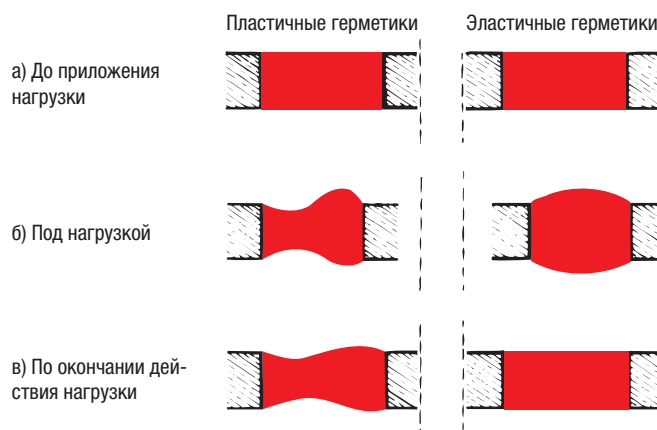 Пластичные герметики
Эластичные герметики
а) До приложения
нагрузки
б) Под нагрузкой
в) По окончании дей-
ствия нагрузки